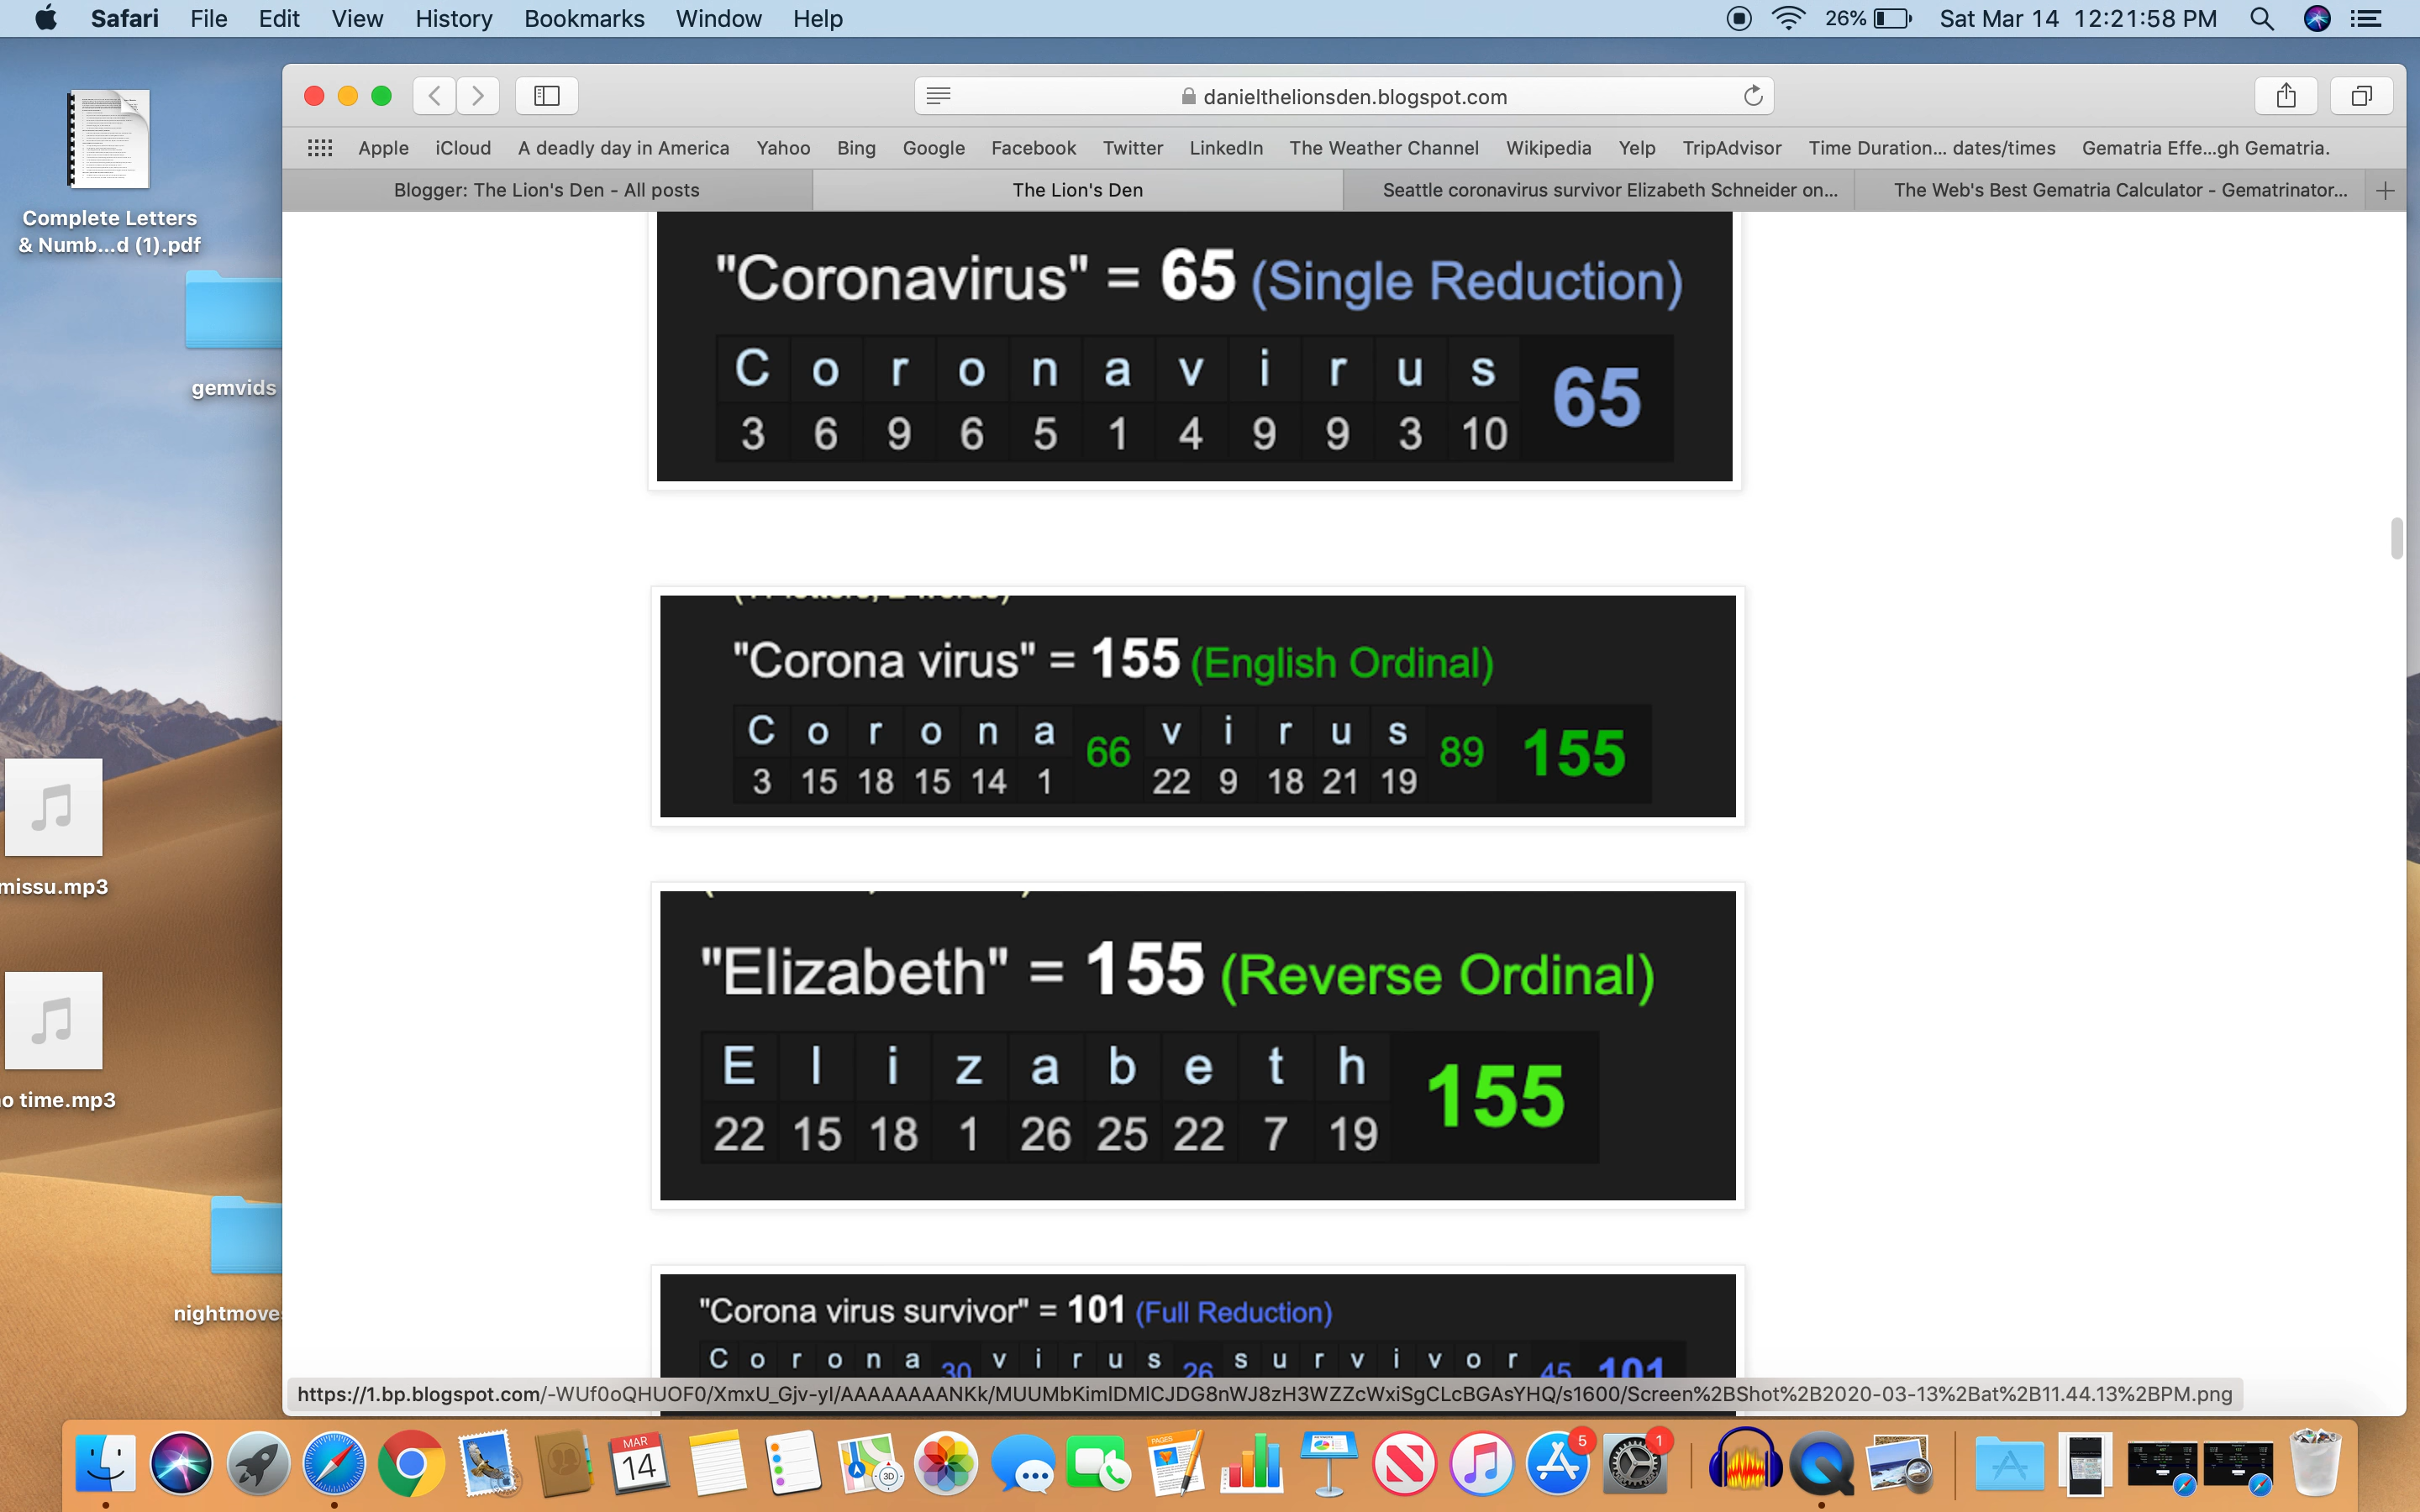 Safari File Edit View History Bookmarks Window Help 26% Sat Mar 14 12:21:58 PM
danielthelionsden.blogspot.com
Apple iCloud A deadly day in America Yahoo Bing Google Facebook Twitter LinkedIn The Weather Channel Wikipedia Yelp TripAdvisor Time Duration... dates/times Gematria Effe...gh Gematria.
Blogger: The Lion's Den - All posts The Lion's Den Seattle coronavirus survivor Elizabeth Schneider on... The Web's Best Gematria Calculator - Gematrinator...
Complete Letters
& Numb...d (1).pdf
gemvids
missu.mp3
o time.mp3
nightmoves
"Coronavirus" = 65 (Single Reduction)
C o r o n a v i r u s 65
3 6 9 6 5 1 4 9 9 3 10
"Corona virus" = 155 (English Ordinal)
C o r o n a 66 v i r u s 89 155
3 15 18 15 14 1 22 9 18 21 19
"Elizabeth" = 155 (Reverse Ordinal)
E l i z a b e t h 155
22 15 18 1 26 25 22 7 19
"Corona virus survivor" = 101 (Full Reduction)
C o r o n a 30 v i r u s 26 s u r v i v o r 45 101
https://1.bp.blogspot.com/-WUf0oQHUOF0/XmxU_Gjv-yI/AAAAAAAANKk/MUUMbKimlDMlCJDG8nWJ8zH3WZZcWxiSgCLcBGAsYHQ/s1600/Screen%2BShot%2B2020-03-13%2Bat%2B11.44.13%2BPM.png
MAR
14
3D
PAGES
5
1